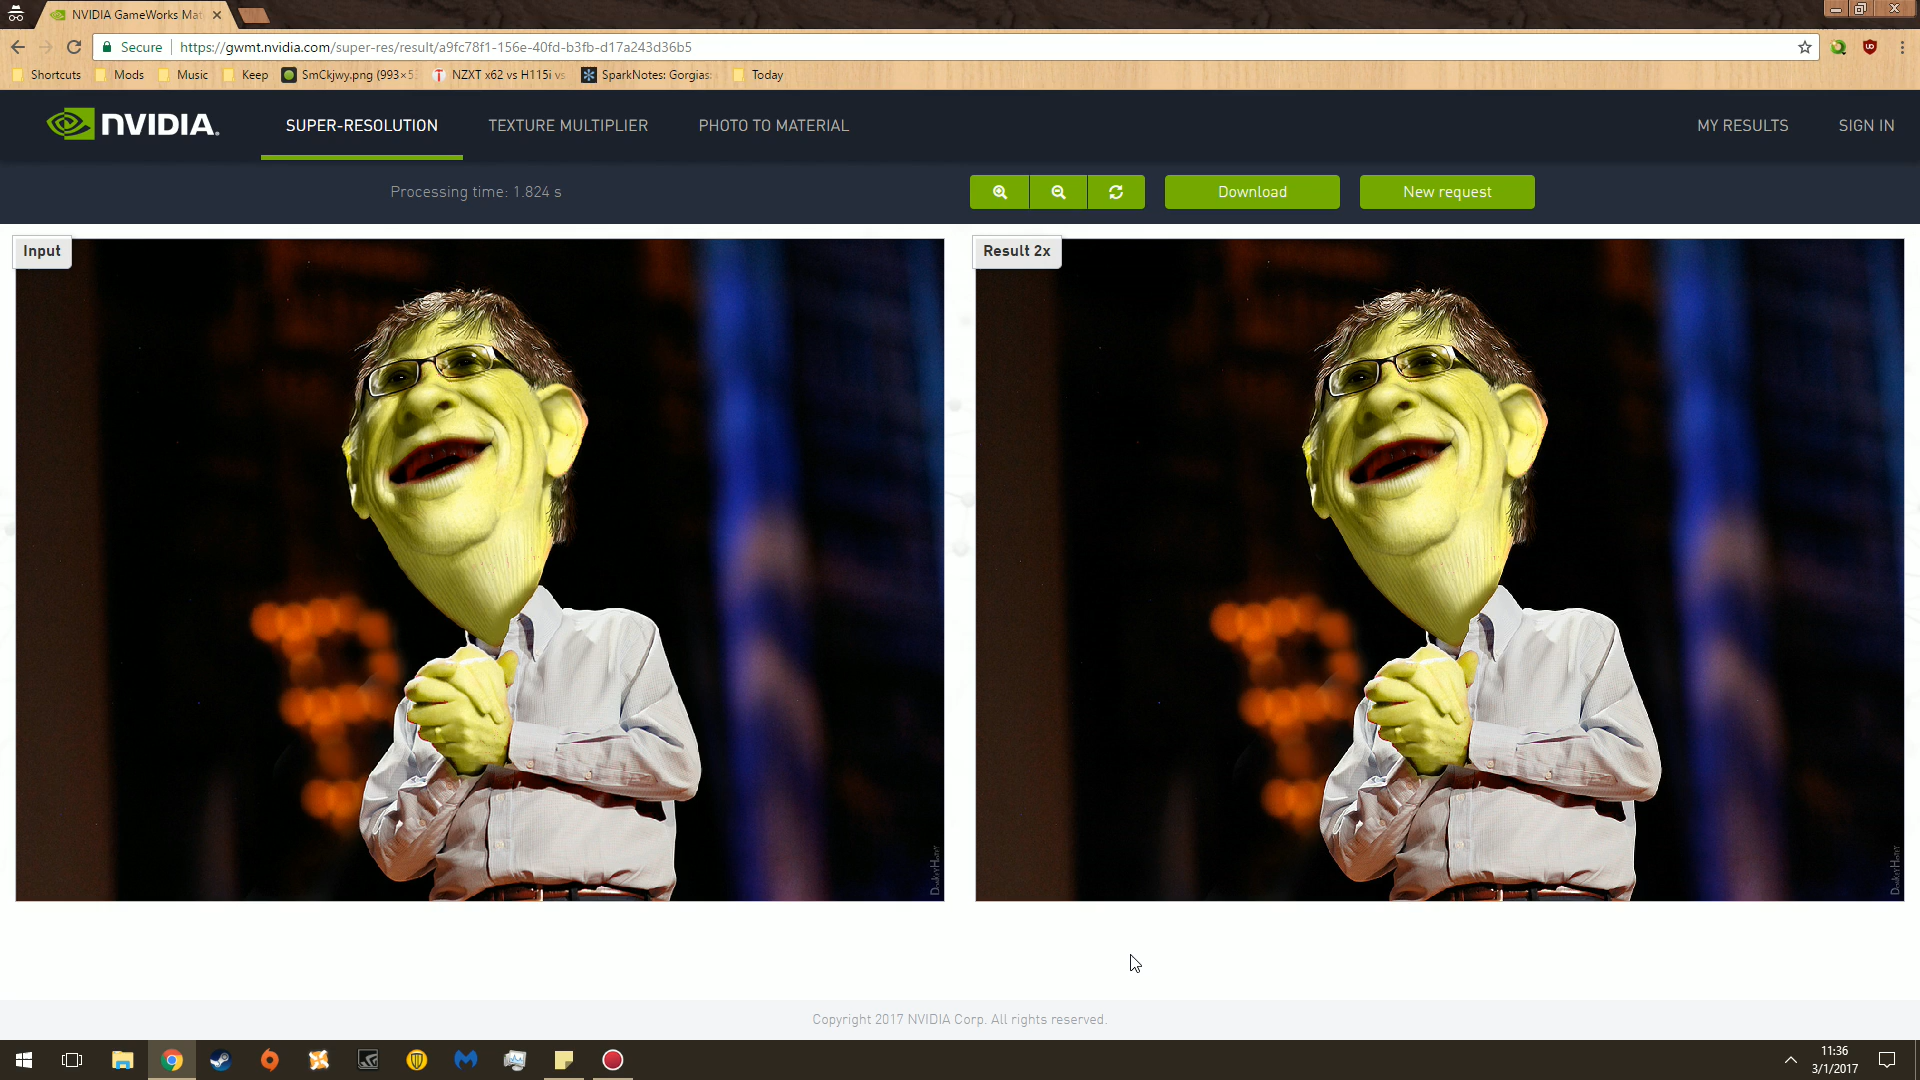 NVIDIA GameWorks Mat
Secure https://gwmt.nvidia.com/super-res/result/a9fc78f1-156e-40fd-b3fb-d17a243d36b5
Shortcuts Mods Music Keep SmCkjwy.png (993×5 NZXT x62 vs H115i vs SparkNotes: Gorgias: Today
NVIDIA. SUPER-RESOLUTION TEXTURE MULTIPLIER PHOTO TO MATERIAL MY RESULTS SIGN IN
Processing time: 1.824 s Download New request
Input Result 2x
DonkeyHotey DonkeyHotey
Copyright 2017 NVIDIA Corp. All rights reserved.
11:36
3/1/2017